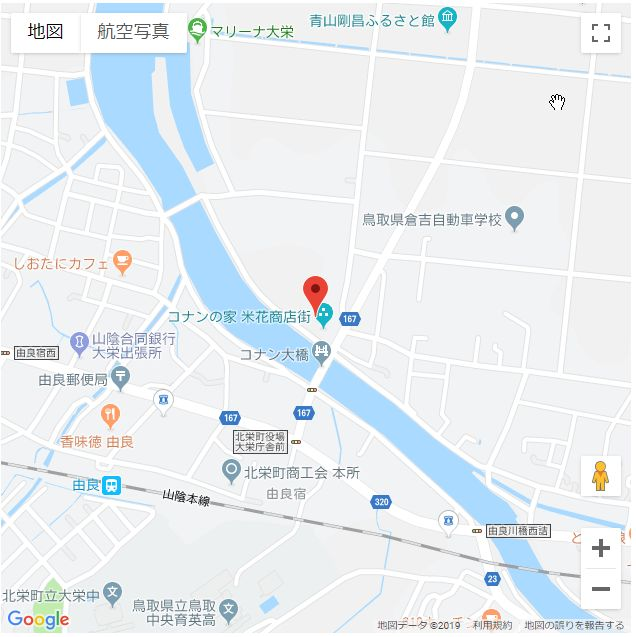 地図
航空写真
マリーナ大栄
青山剛昌ふるさと館
鳥取県倉吉自動車学校
しおたにカフェ
コナンの家 米花商店街
167
山陰合同銀行
大栄出張所
由良宿西
コナン大橋
由良郵便局
167
167
香味徳 由良
北栄町役場
大栄庁舎前
北栄町商工会 本所
由良宿
由良
山陰本線
320
由良川橋西詰
23
北栄町立大栄中
鳥取県立鳥取
中央育英高
Google
地図データ ©2019
利用規約
地図の誤りを報告する